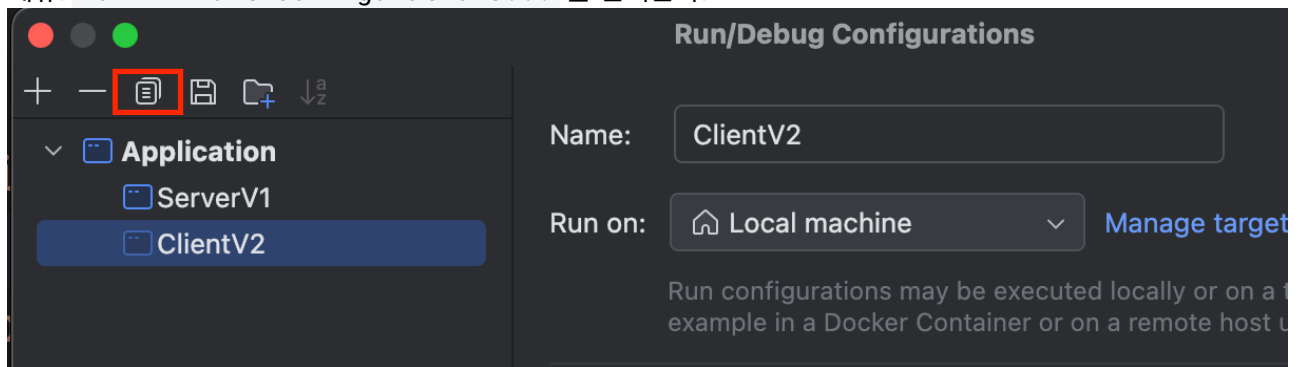 Run/Debug Configurations
Application
ServerV1
ClientV2
Name:
ClientV2
Run on:
Local machine
Manage target
Run configurations may be executed locally or on a t
example in a Docker Container or on a remote host u